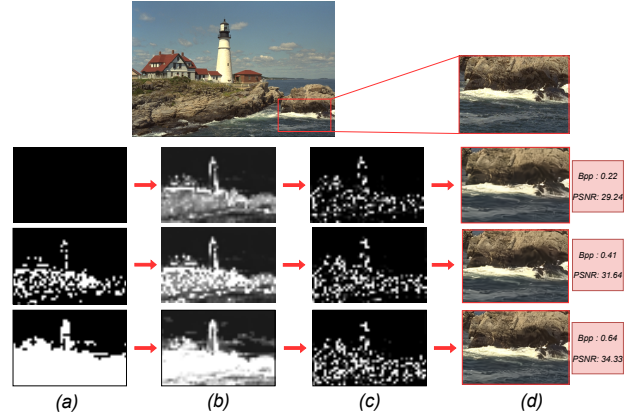 Bpp : 0.22
PSNR: 29.24
Bpp : 0.41
PSNR: 31.64
Bpp : 0.64
PSNR: 34.33
(a) (b) (c) (d)